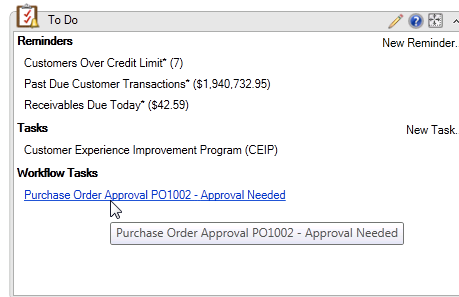 To Do
Reminders
New Reminder.
Customers Over Credit Limit* (7)
Past Due Customer Transactions* ($1,940,732.95)
Receivables Due Today* ($42.59)
Tasks
New Task.
Customer Experience Improvement Program (CEIP)
Workflow Tasks
Purchase Order Approval PO1002 - Approval Needed
Purchase Order Approval PO1002 - Approval Needed